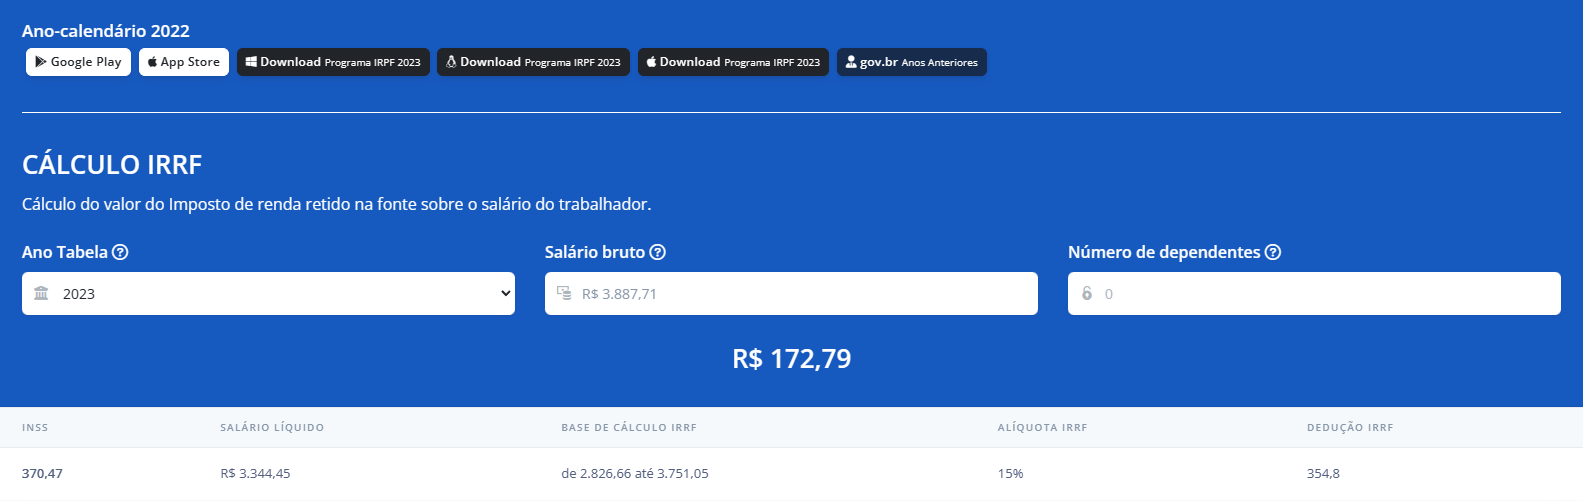 Ano-calendário 2022
Google Play App Store Download Programa IRPF 2023 Download Programa IRPF 2023 Download Programa IRPF 2023 gov.br Anos Anteriores
CÁLCULO IRRF
Cálculo do valor do Imposto de renda retido na fonte sobre o salário do trabalhador.
Ano Tabela Salário bruto Número de dependentes
2023 R$ 3.887,71 0
R$ 172,79
INSS SALÁRIO LÍQUIDO BASE DE CÁLCULO IRRF ALÍQUOTA IRRF DEDUÇÃO IRRF
370,47 R$ 3.344,45 de 2.826,66 até 3.751,05 15% 354,8